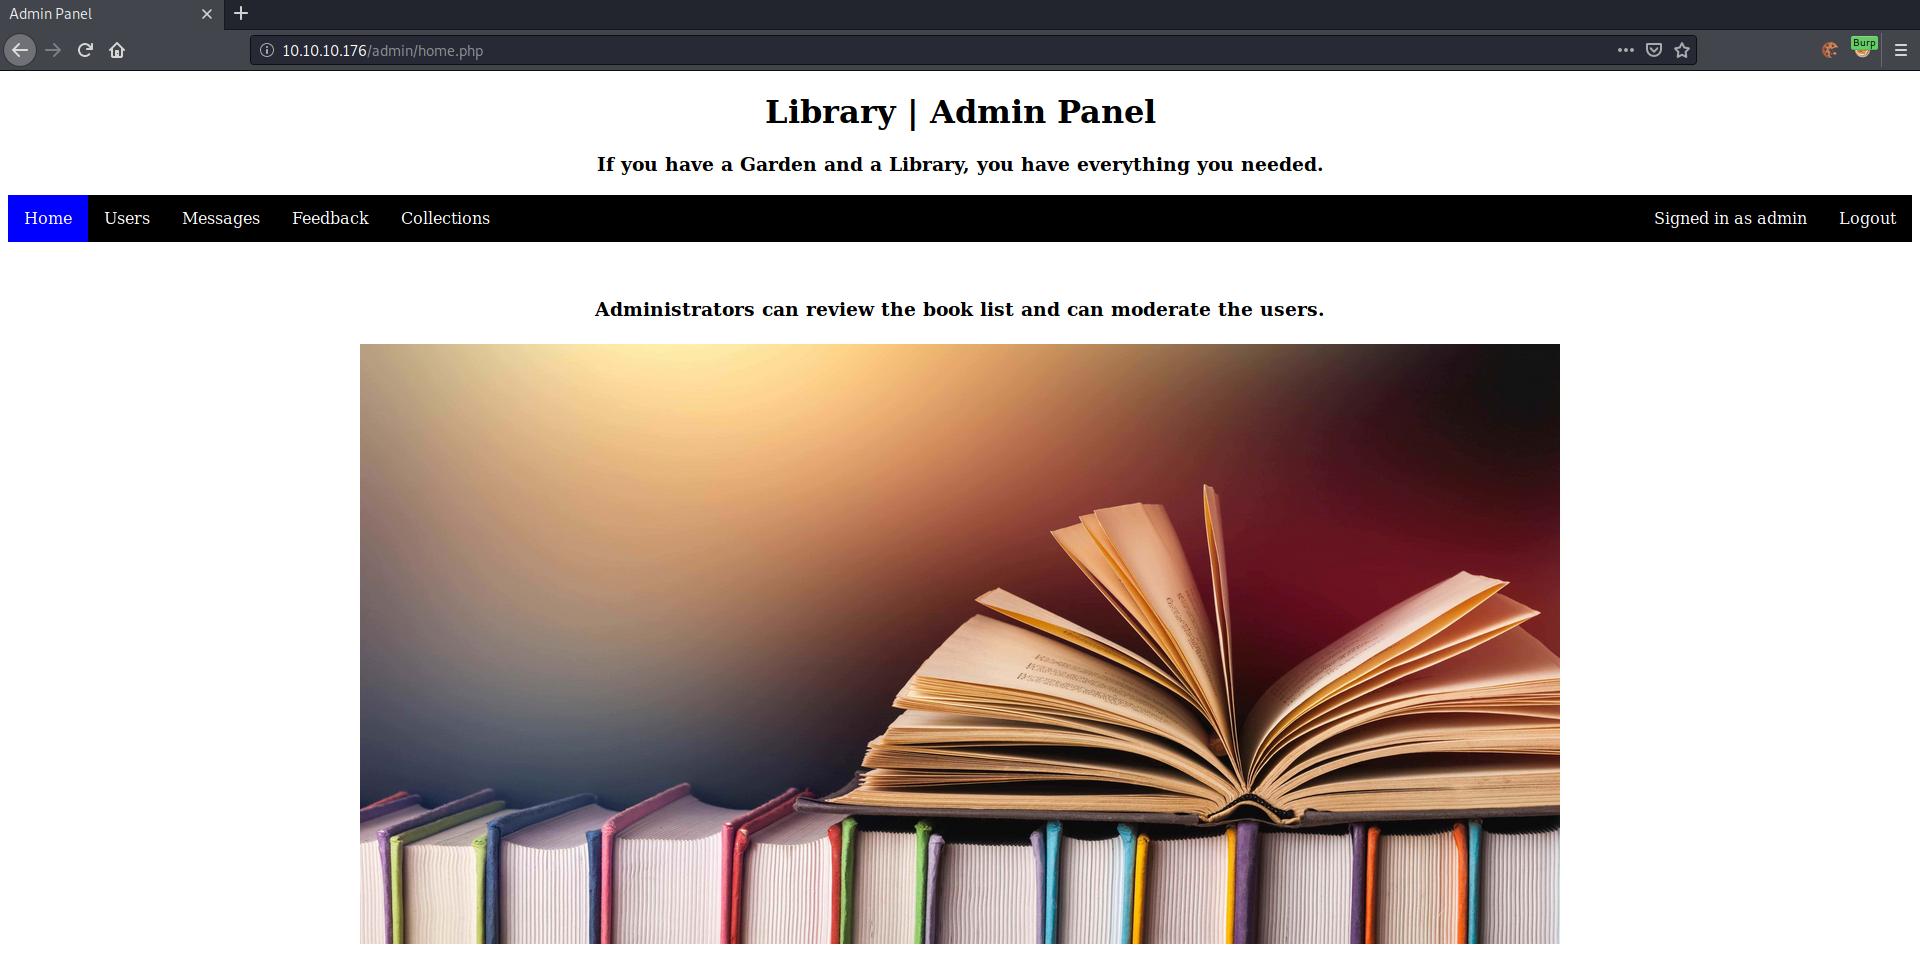 Admin Panel
10.10.10.176/admin/home.php
Burp
Library | Admin Panel
If you have a Garden and a Library, you have everything you needed.
Home Users Messages Feedback Collections Signed in as admin Logout
Administrators can review the book list and can moderate the users.